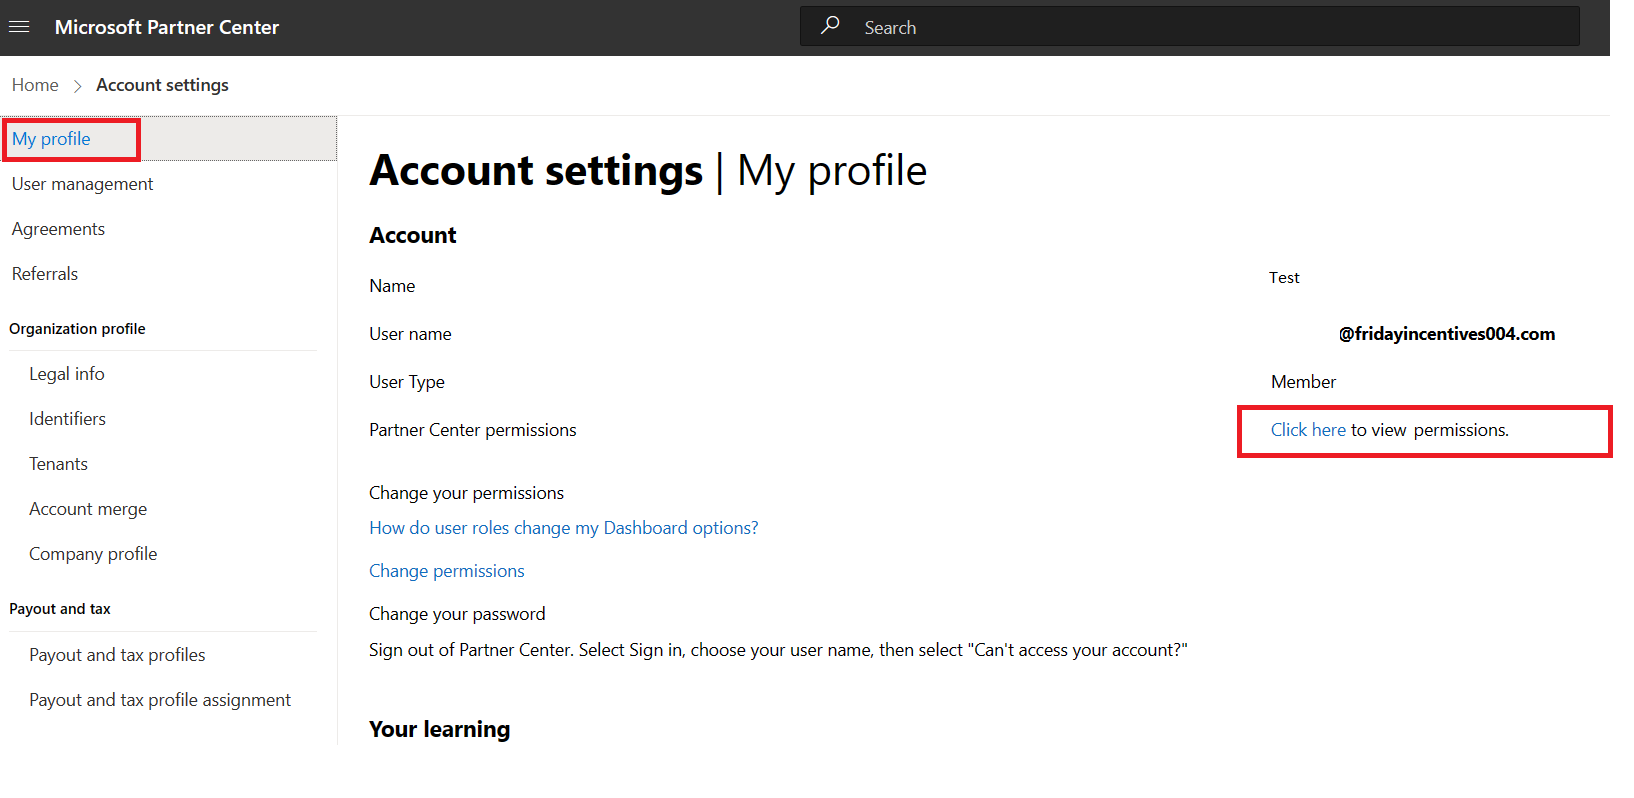 Microsoft Partner Center
Search
Home > Account settings
My profile
User management
Agreements
Referrals
Organization profile
Legal info
Identifiers
Tenants
Account merge
Company profile
Payout and tax
Payout and tax profiles
Payout and tax profile assignment
Account settings | My profile
Account
Name Test
User name @fridayincentives004.com
User Type Member
Partner Center permissions Click here to view permissions.
Change your permissions
How do user roles change my Dashboard options?
Change permissions
Change your password
Sign out of Partner Center. Select Sign in, choose your user name, then select "Can't access your account?"
Your learning